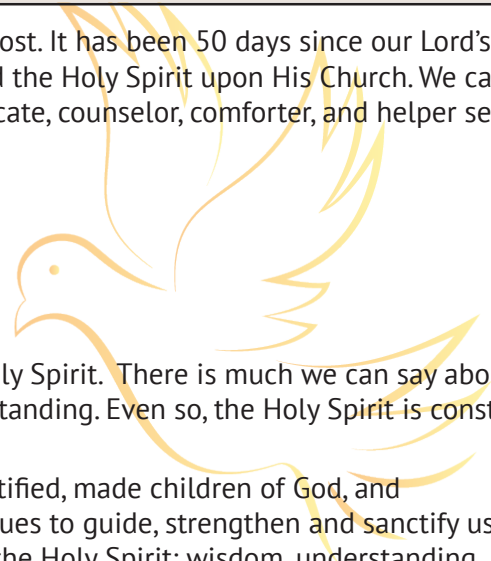 ost. It has been 50 days since our Lord's
the Holy Spirit upon His Church. We ca
cate, counselor, comforter, and helper se
ly Spirit. There is much we can say abo
tanding. Even so, the Holy Spirit is const
tified, made children of God, and
ues to guide, strengthen and sanctify us
the Holy Spirit: wisdom, understanding,